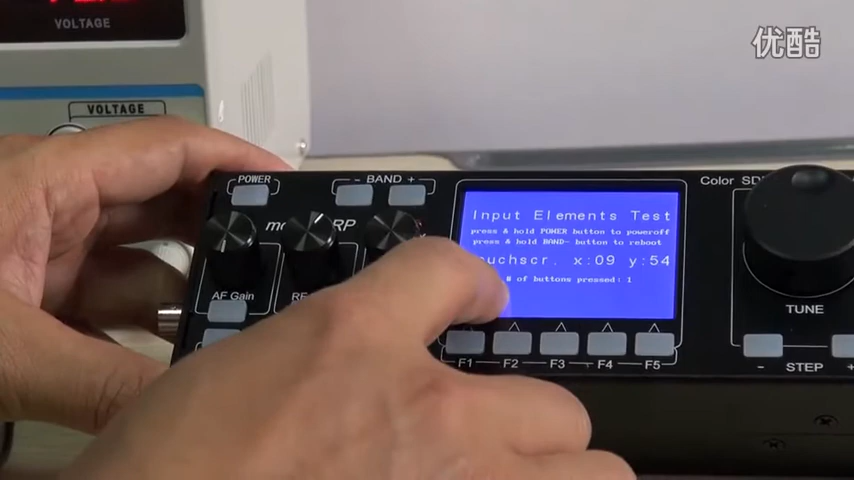 VOLTAGE
VOLTAGE
优酷
POWER
- BAND +
Color
Input Elements Test
press & hold POWER button to poweroff
press & hold BAND- button to reboot
uchscr. x:09 y:54
# of buttons pressed: 1
AF Gain
TUNE
F1
F2
F3
F4
F5
- STEP +